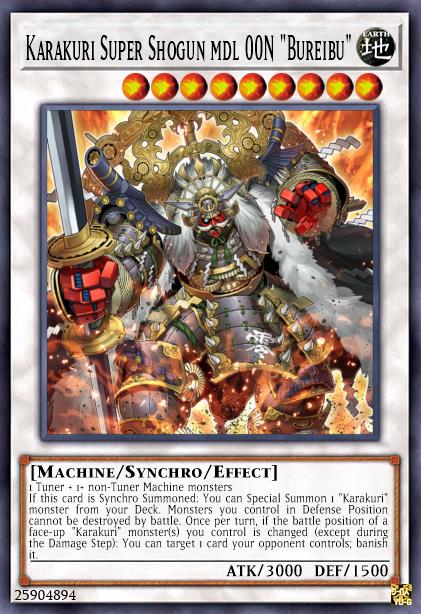 KARAKURI SUPER SHOGUN MDL 00N "BUREIBU"
EARTH
地
[MACHINE/SYNCHRO/EFFECT]
1 Tuner + 1+ non-Tuner Machine monsters
If this card is Synchro Summoned: You can Special Summon 1 "Karakuri"
monster from your Deck. Monsters you control in Defense Position
cannot be destroyed by battle. Once per turn, if the battle position of a
face-up "Karakuri" monster(s) you control is changed (except during
the Damage Step): You can target 1 card your opponent controls; banish
it.
ATK/3000 DEF/1500
25904894